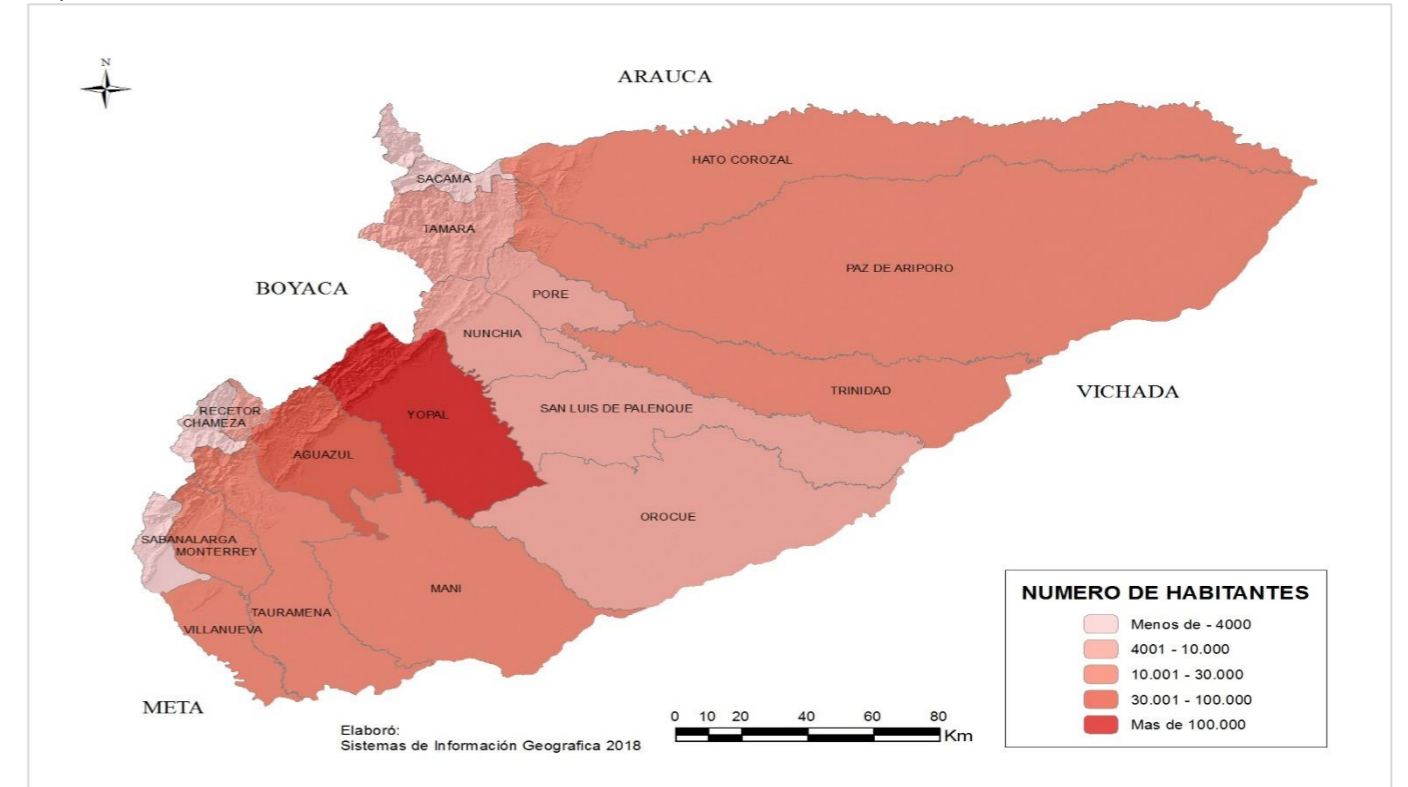 N
ARAUCA
HATO COROZAL
SACAMA
TAMARA
PAZ DE ARIPORO
BOYACA
PORE
NUNCHIA
TRINIDAD
VICHADA
SAN LUIS DE PALENQUE
RECETOR
YOPAL
CHAMEZA
AGUAZUL
OROCUE
SABANALARGA
MONTERREY
MANI
TAURAMENA
VILLANUEVA
META
NUMERO DE HABITANTES
Menos de - 4000
4001 - 10.000
10.001 - 30.000
30.001 - 100.000
Mas de 100.000
0 10 20 40 60 80
Km
Elaboró:
Sistemas de Información Geografica 2018